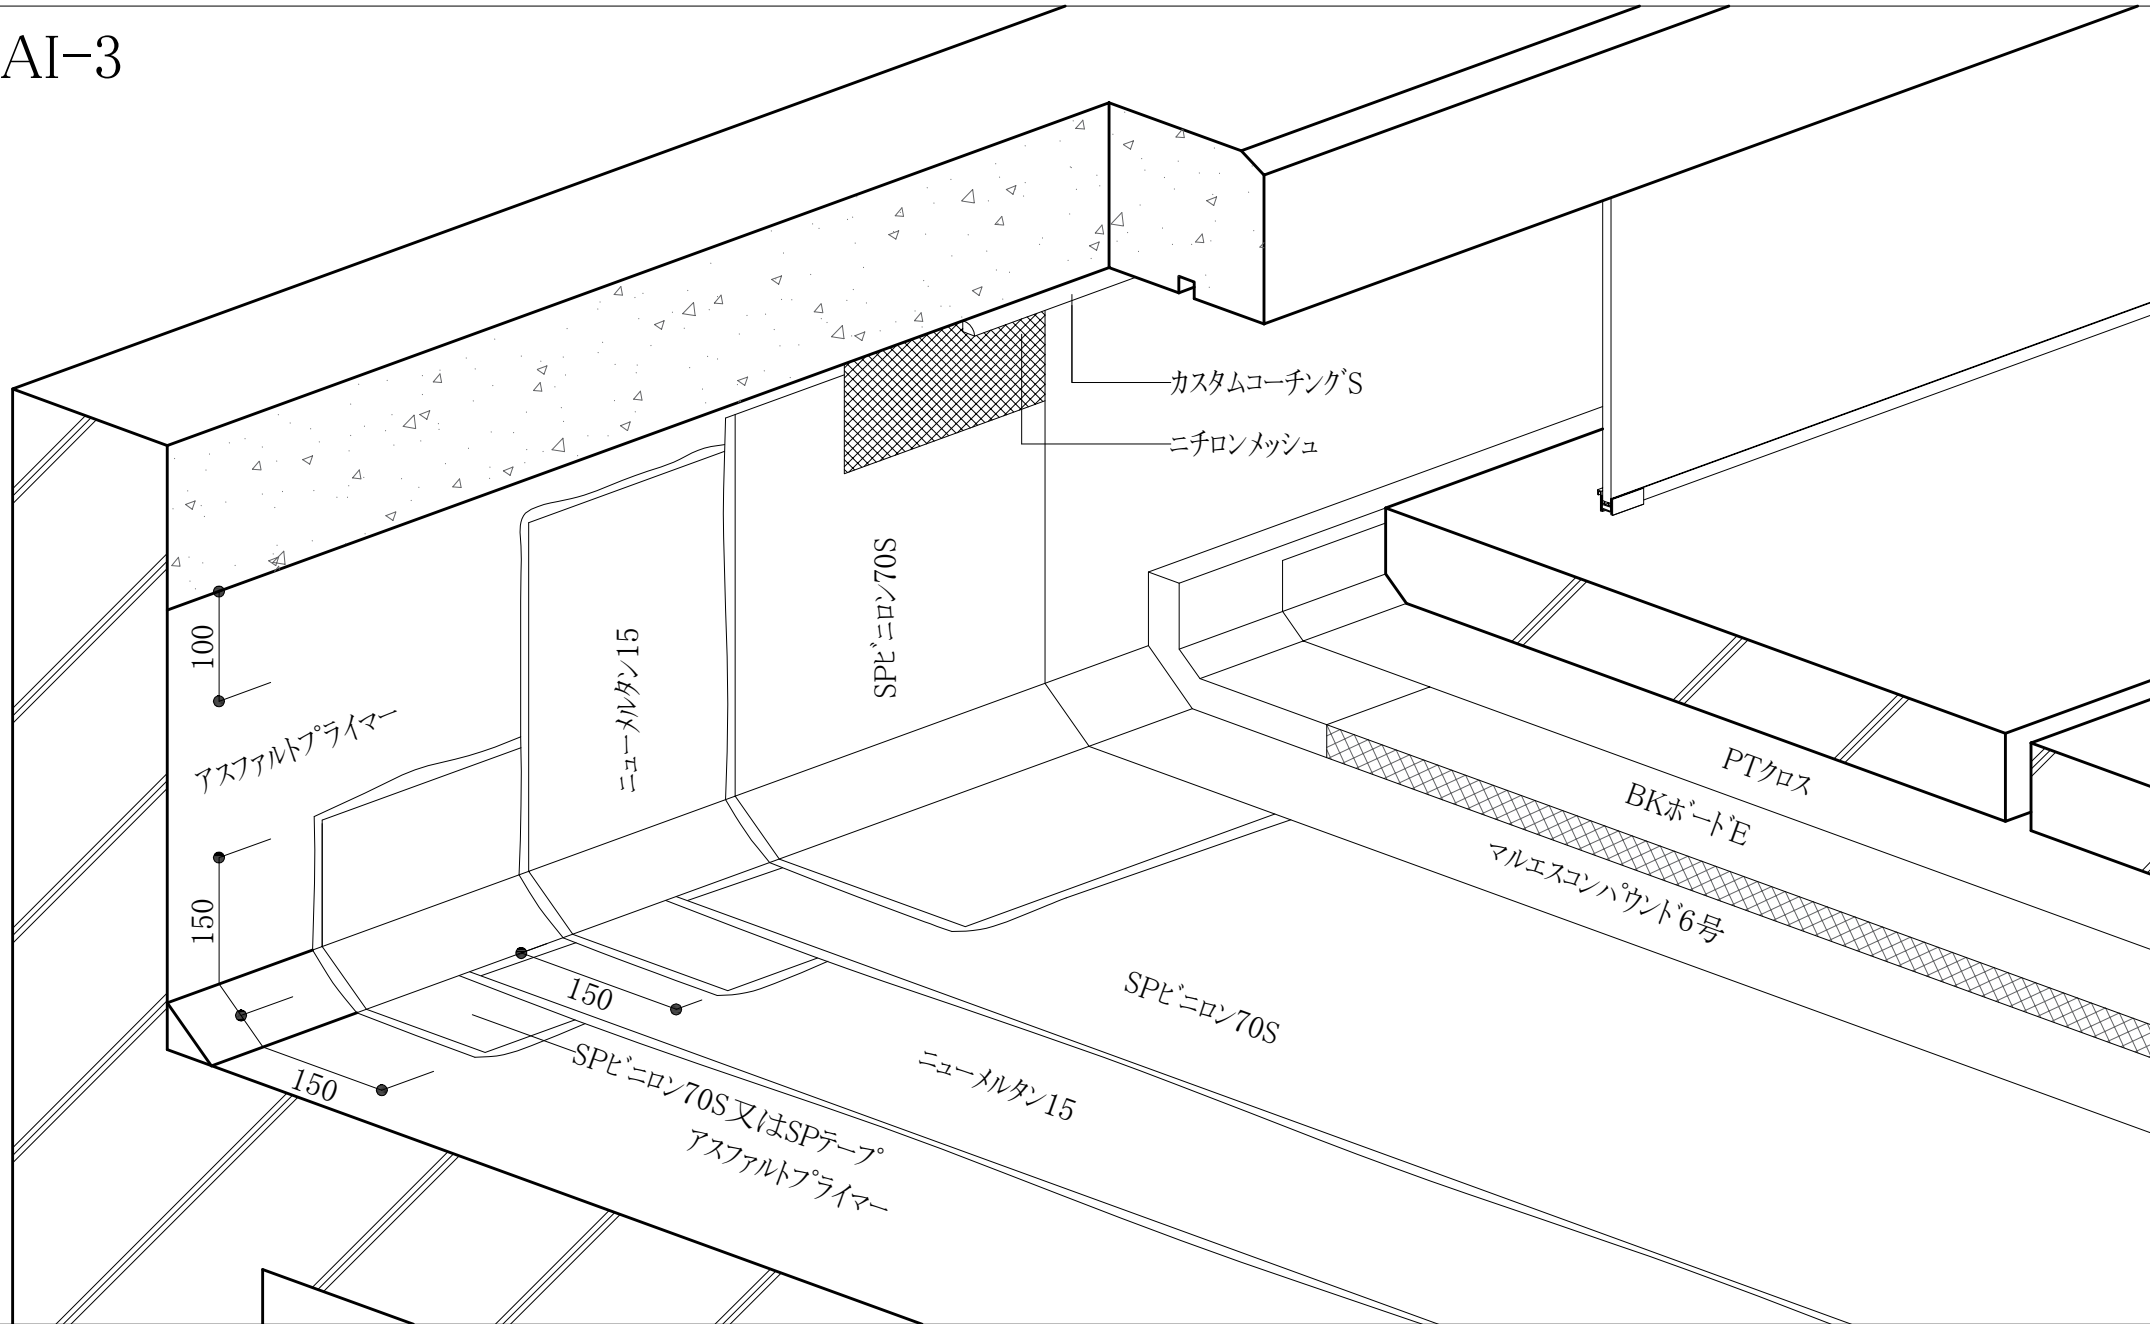 AI-3
カスタムコーチングS
ニチロンメッシュ
SPビニロン70S
ニューメルタン15
100
アスファルトプライマー
150
150
150
PTクロス
BKボードE
マルエスコンパウンド6号
SPビニロン70S
ニューメルタン15
SPビニロン70S又はSPテープ
アスファルトプライマー